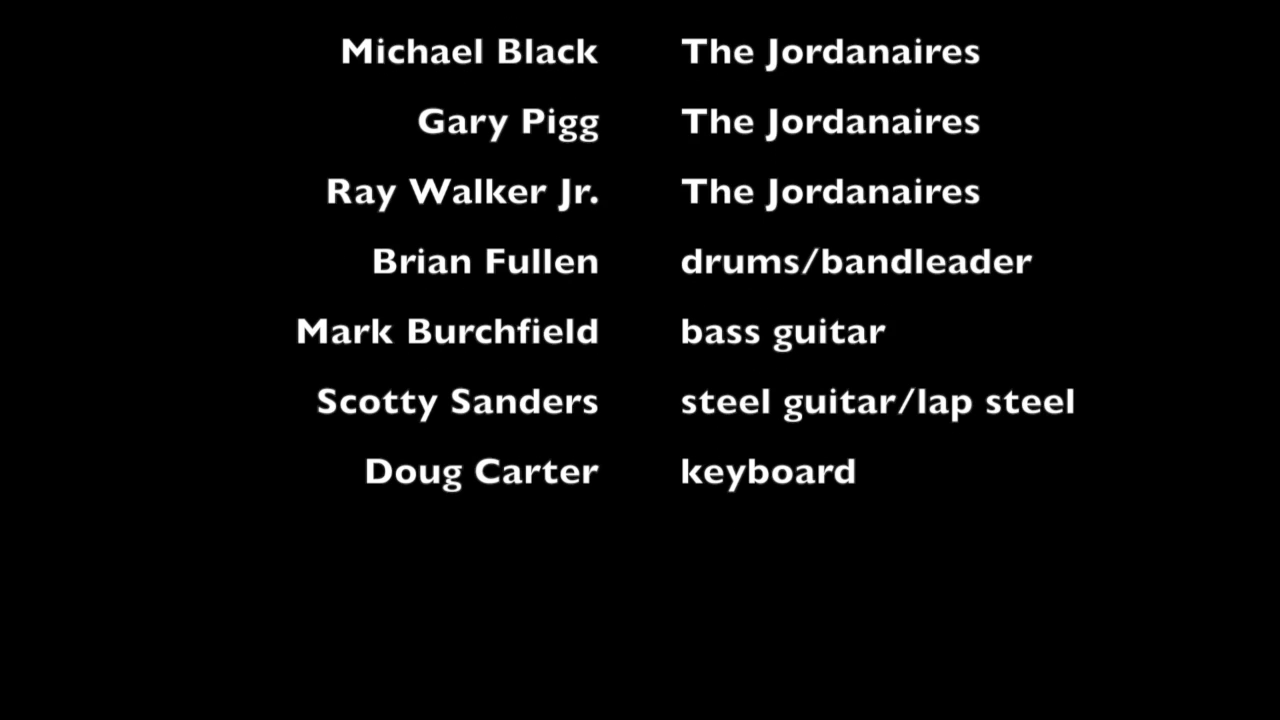 Michael Black The Jordanaires
Gary Pigg The Jordanaires
Ray Walker Jr. The Jordanaires
Brian Fullen drums/bandleader
Mark Burchfield bass guitar
Scotty Sanders steel guitar/lap steel
Doug Carter keyboard